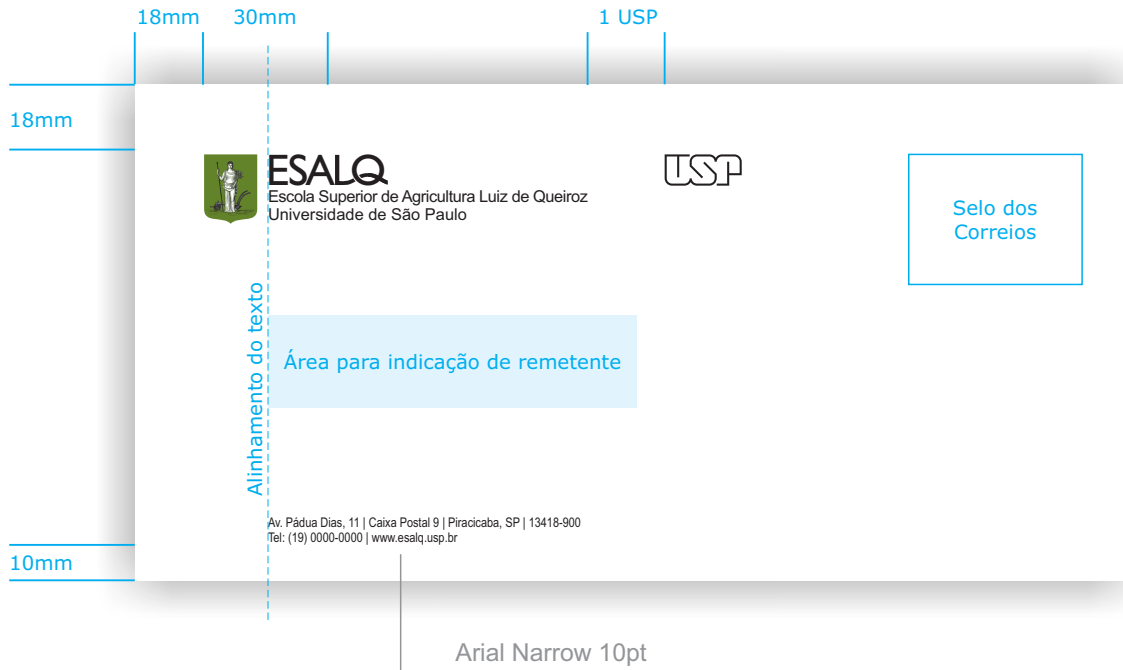 18mm
30mm
1 USP
18mm
ESALQ
Escola Superior de Agricultura Luiz de Queiroz
Universidade de São Paulo
USP
Selo dos
Correios
Alinhamento do texto
Área para indicação de remetente
Av. Pádua Dias, 11 | Caixa Postal 9 | Piracicaba, SP | 13418-900
Tel: (19) 0000-0000 | www.esalq.usp.br
10mm
Arial Narrow 10pt